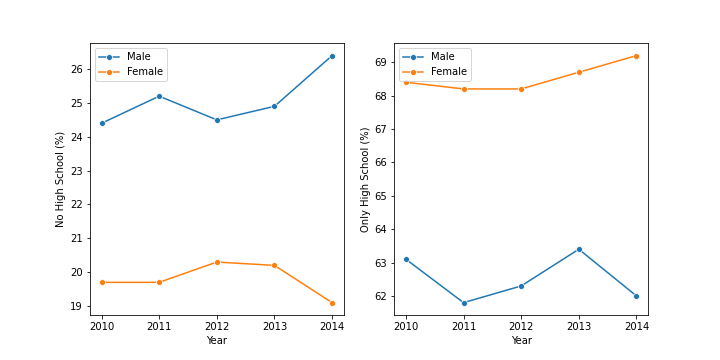 Male
Female
26
25
24
23
22
21
20
19
No High School (%)
2010 2011 2012 2013 2014
Year
Male
Female
69
68
67
66
65
64
63
62
Only High School (%)
2010 2011 2012 2013 2014
Year